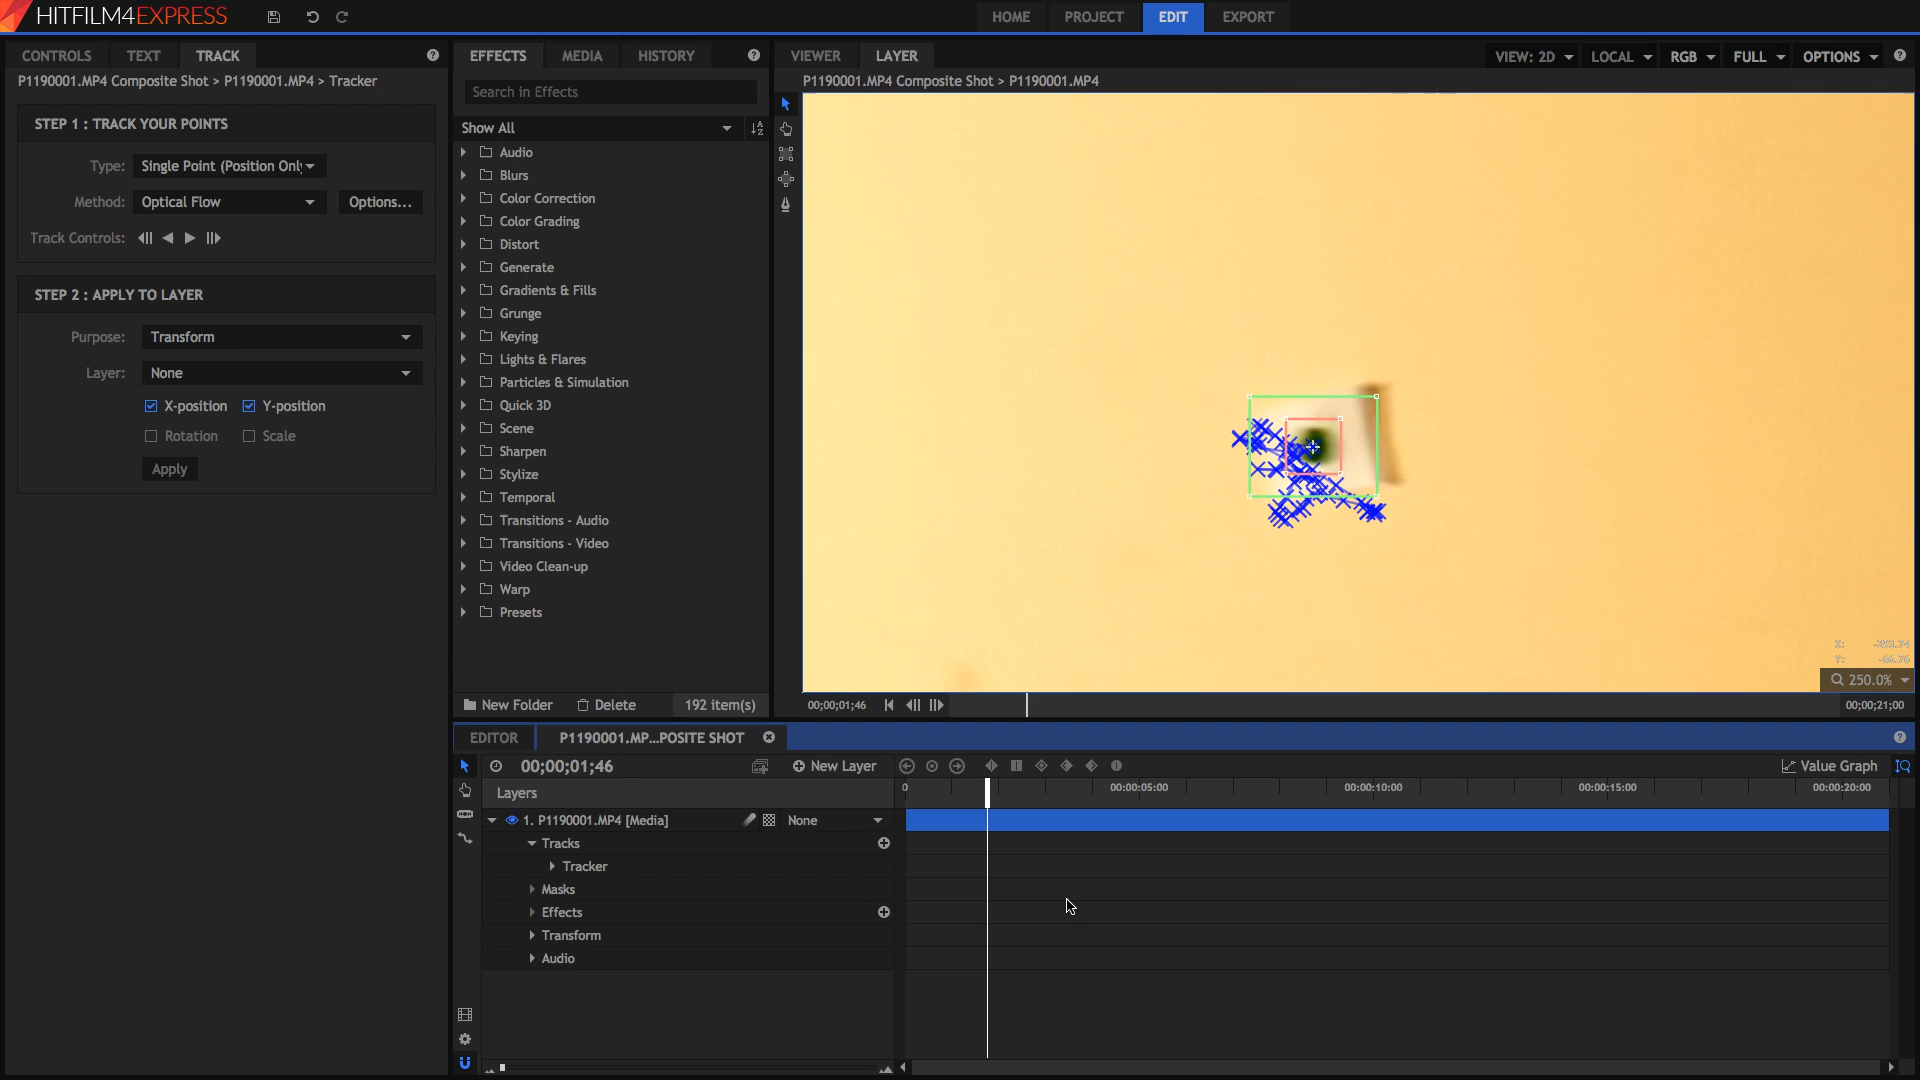 HITFILM4EXPRESS
HOME
PROJECT
EDIT
EXPORT
CONTROLS
TEXT
TRACK
P1190001.MP4 Composite Shot > P1190001.MP4 > Tracker
STEP 1 : TRACK YOUR POINTS
Type: Single Point (Position Onl
Method: Optical Flow Options...
Track Controls:
STEP 2 : APPLY TO LAYER
Purpose: Transform
Layer: None
X-position Y-position
Rotation Scale
Apply
EFFECTS
MEDIA
HISTORY
Search in Effects
Show All
Audio
Blurs
Color Correction
Color Grading
Distort
Generate
Gradients & Fills
Grunge
Keying
Lights & Flares
Particles & Simulation
Quick 3D
Scene
Sharpen
Stylize
Temporal
Transitions - Audio
Transitions - Video
Video Clean-up
Warp
Presets
New Folder Delete 192 item(s)
VIEWER
LAYER
VIEW: 2D LOCAL RGB FULL OPTIONS
P1190001.MP4 Composite Shot > P1190001.MP4
X:
Y:
250.0%
00;00;01;46
00;00;21;00
EDITOR
P1190001.MP...POSITE SHOT
00;00;01;46
New Layer
Value Graph
Layers
0 00:00:05:00 00:00:10:00 00:00:15:00 00:00:20:00
1. P1190001.MP4 [Media] None
Tracks
Tracker
Masks
Effects
Transform
Audio